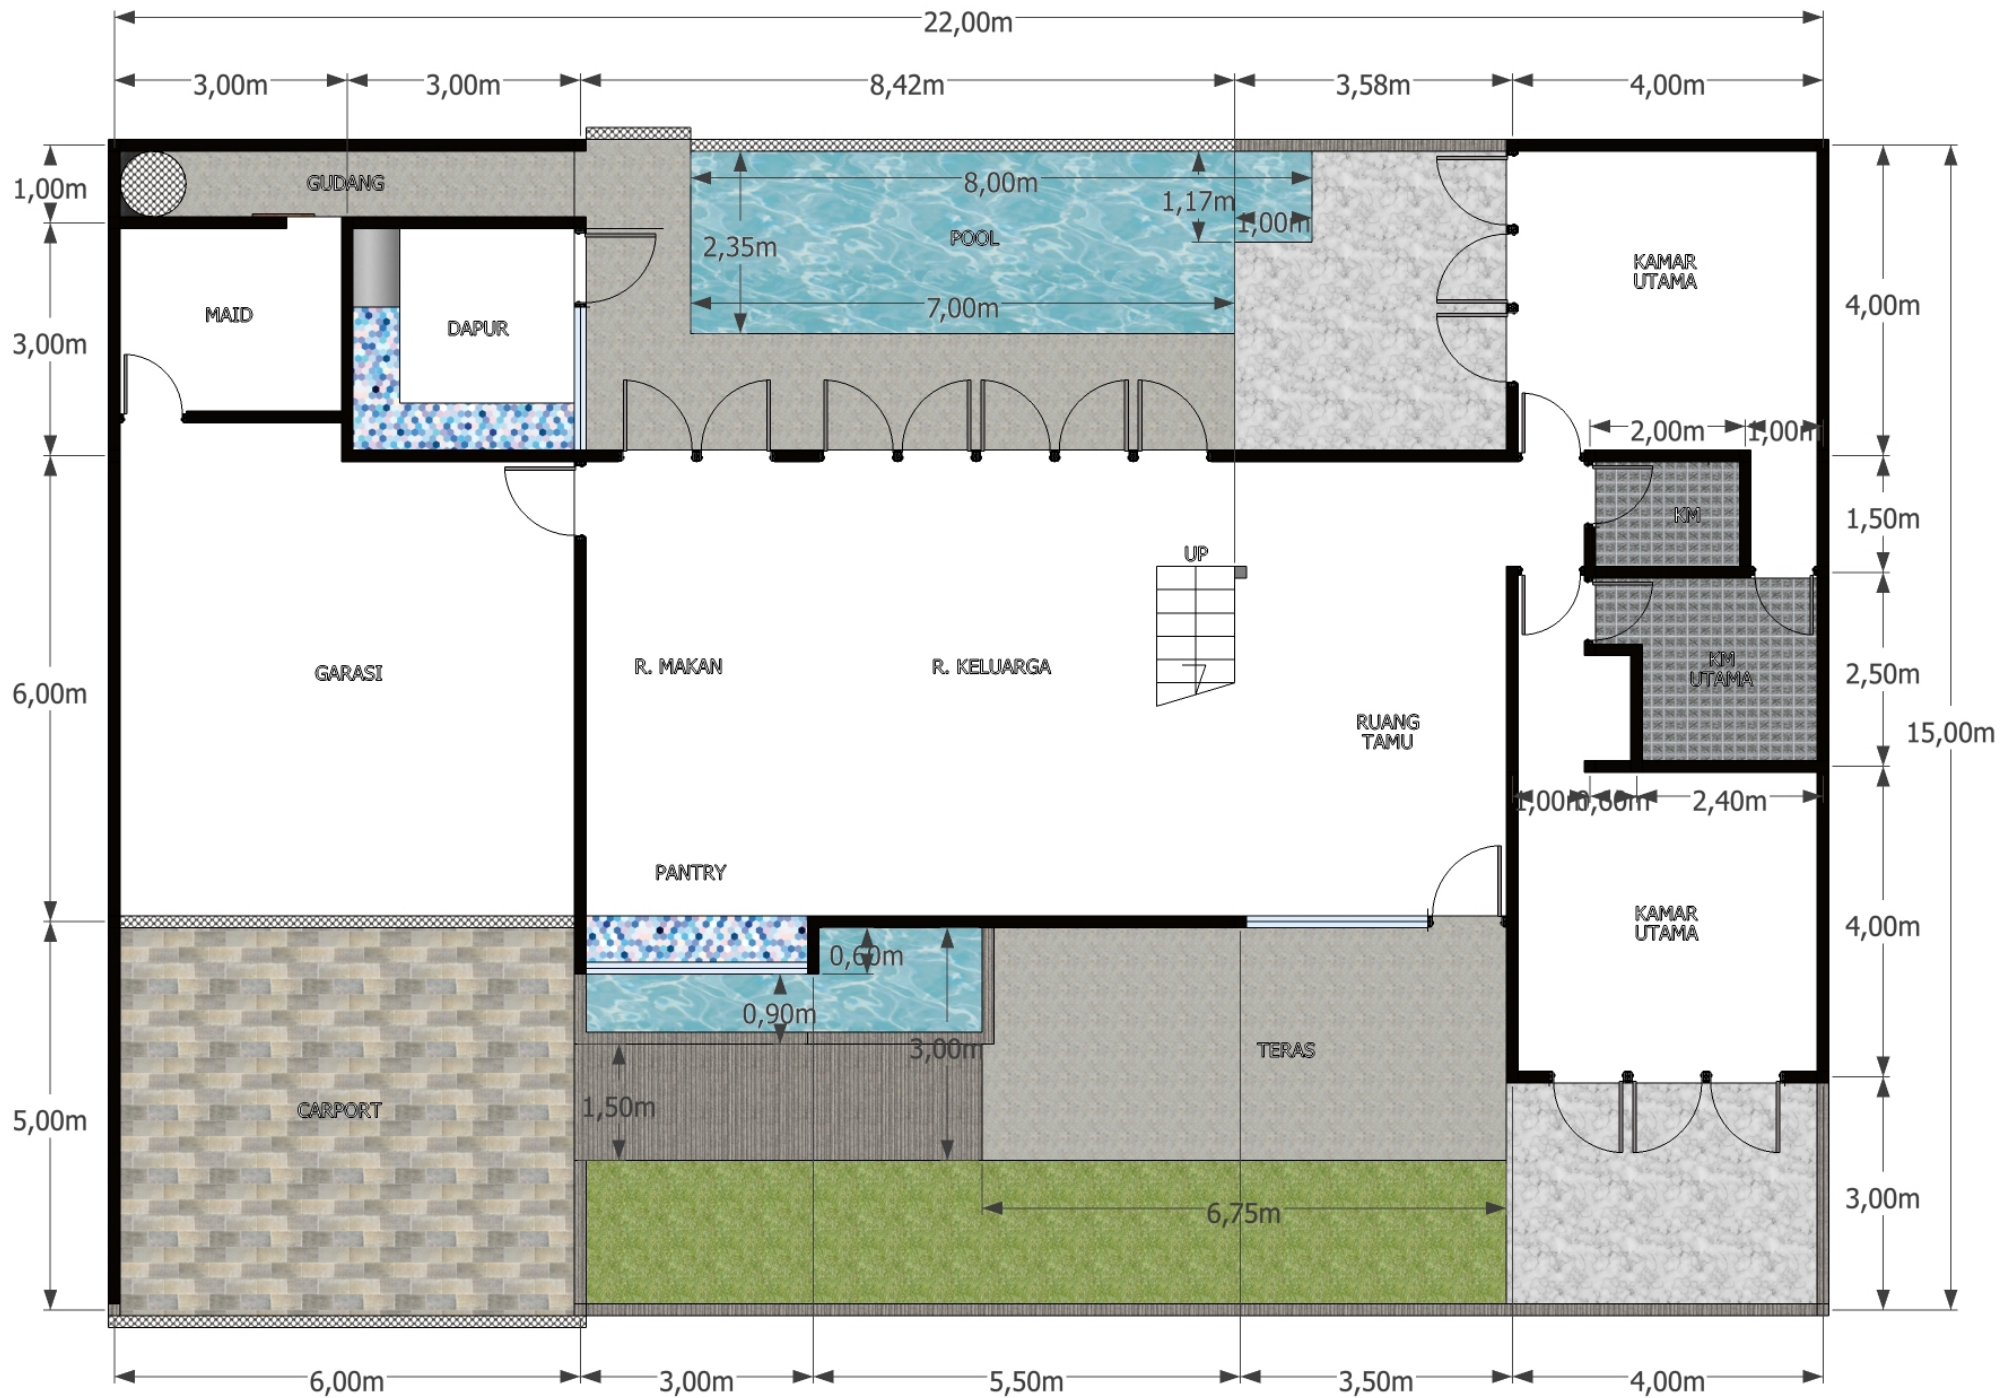 22,00m
3,00m
3,00m
8,42m
3,58m
4,00m
1,00m
GUDANG
8,00m
1,17m
1,00m
2,35m
POOL
7,00m
KAMAR
UTAMA
4,00m
MAID
DAPUR
3,00m
2,00m
1,00m
KM
1,50m
UP
GARASI
R. MAKAN
R. KELUARGA
KM
UTAMA
2,50m
6,00m
RUANG
TAMU
15,00m
1,00m
0,60m
2,40m
PANTRY
KAMAR
UTAMA
4,00m
0,60m
0,90m
3,00m
TERAS
1,50m
CARPORT
5,00m
6,75m
3,00m
6,00m
3,00m
5,50m
3,50m
4,00m